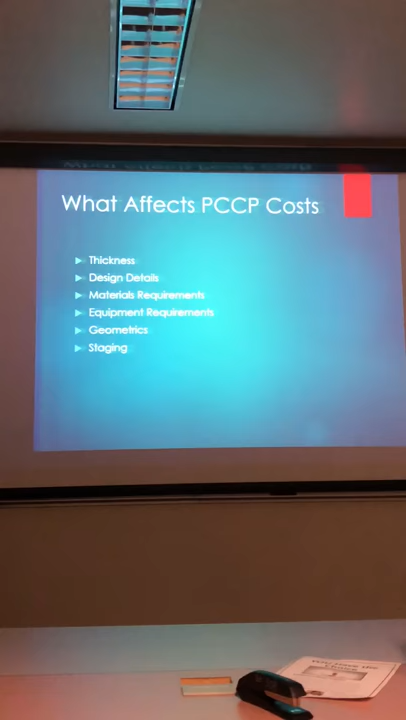 What Affects PCCP Costs
Thickness
Design Details
Materials Requirements
Equipment Requirements
Geometrics
Staging